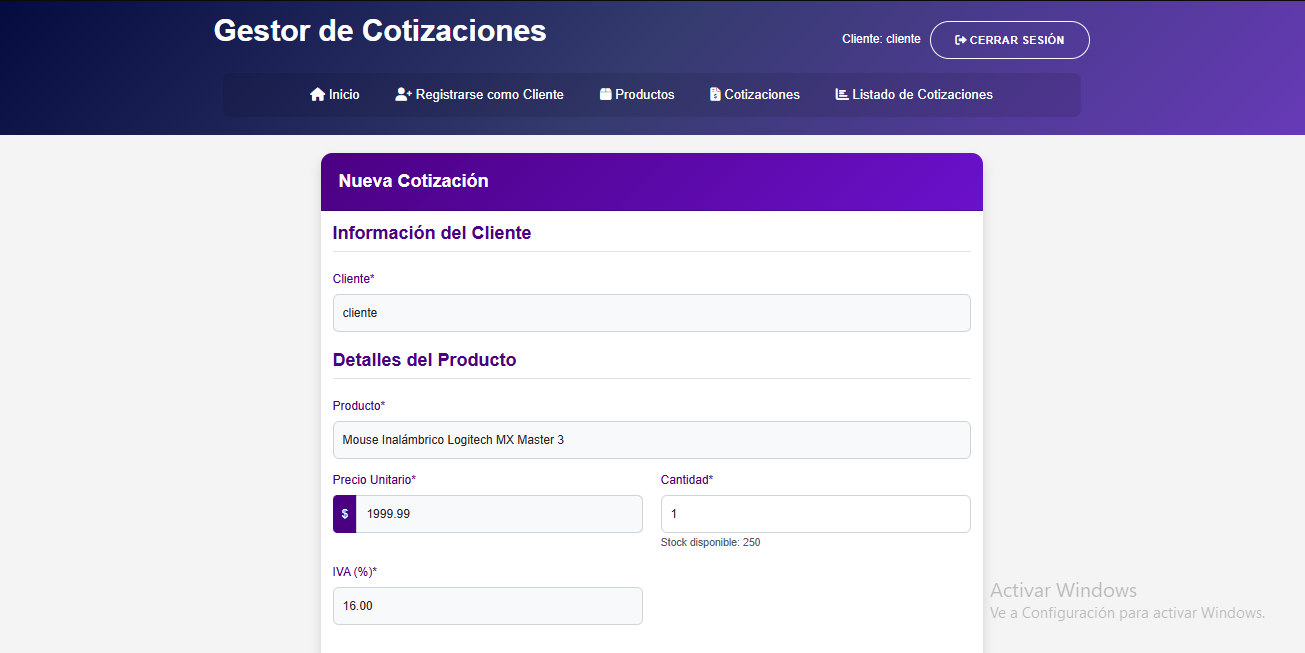 Gestor de Cotizaciones
Cliente: cliente
CERRAR SESIÓN
Inicio
Registrarse como Cliente
Productos
Cotizaciones
Listado de Cotizaciones
Nueva Cotización
Información del Cliente
Cliente*
cliente
Detalles del Producto
Producto*
Mouse Inalámbrico Logitech MX Master 3
Precio Unitario*
Cantidad*
$ 1999.99
1
Stock disponible: 250
IVA (%)*
16.00
Activar Windows
Ve a Configuración para activar Windows.